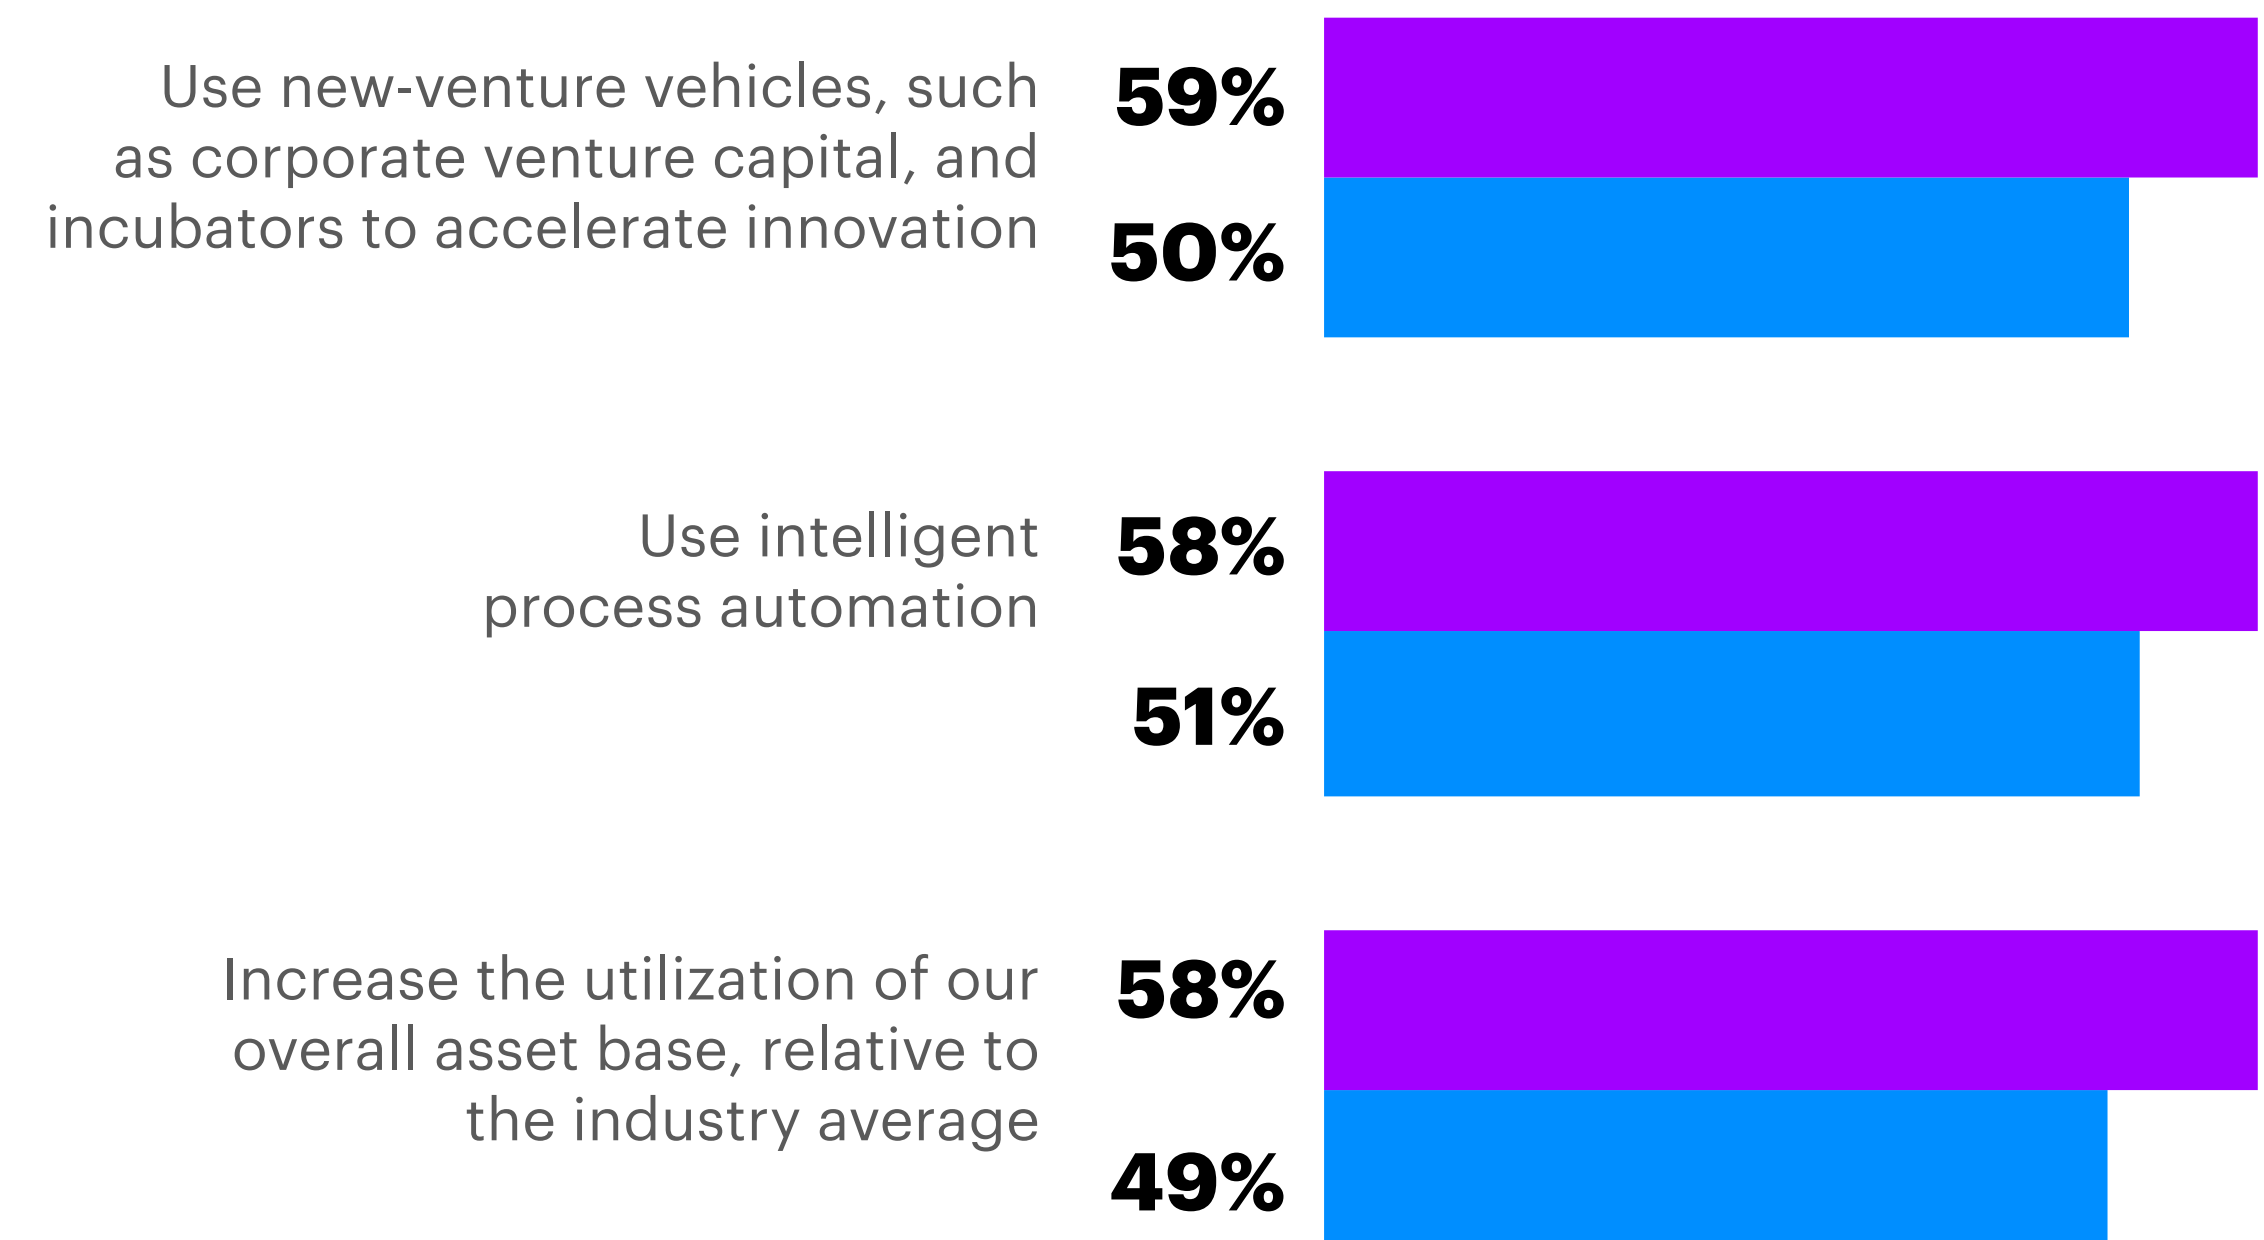 Use new-venture vehicles, such
as corporate venture capital, and
incubators to accelerate innovation
59%
50%
Use intelligent
process automation
58%
51%
Increase the utilization of our
overall asset base, relative to
the industry average
58%
49%